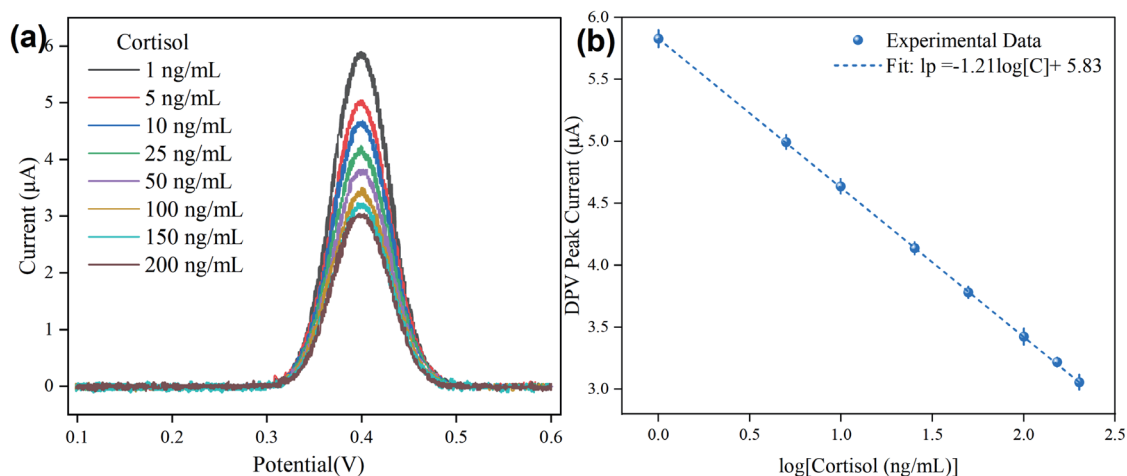 (a)
Cortisol
1 ng/mL
5 ng/mL
10 ng/mL
25 ng/mL
50 ng/mL
100 ng/mL
150 ng/mL
200 ng/mL
6
5
4
3
2
1
0
Current (μA)
0.1 0.2 0.3 0.4 0.5 0.6
Potential(V)
(b)
Experimental Data
Fit: lp =-1.21log[C]+ 5.83
6.0
5.5
5.0
4.5
4.0
3.5
3.0
DPV Peak Current (μA)
0.0 0.5 1.0 1.5 2.0 2.5
log[Cortisol (ng/mL)]